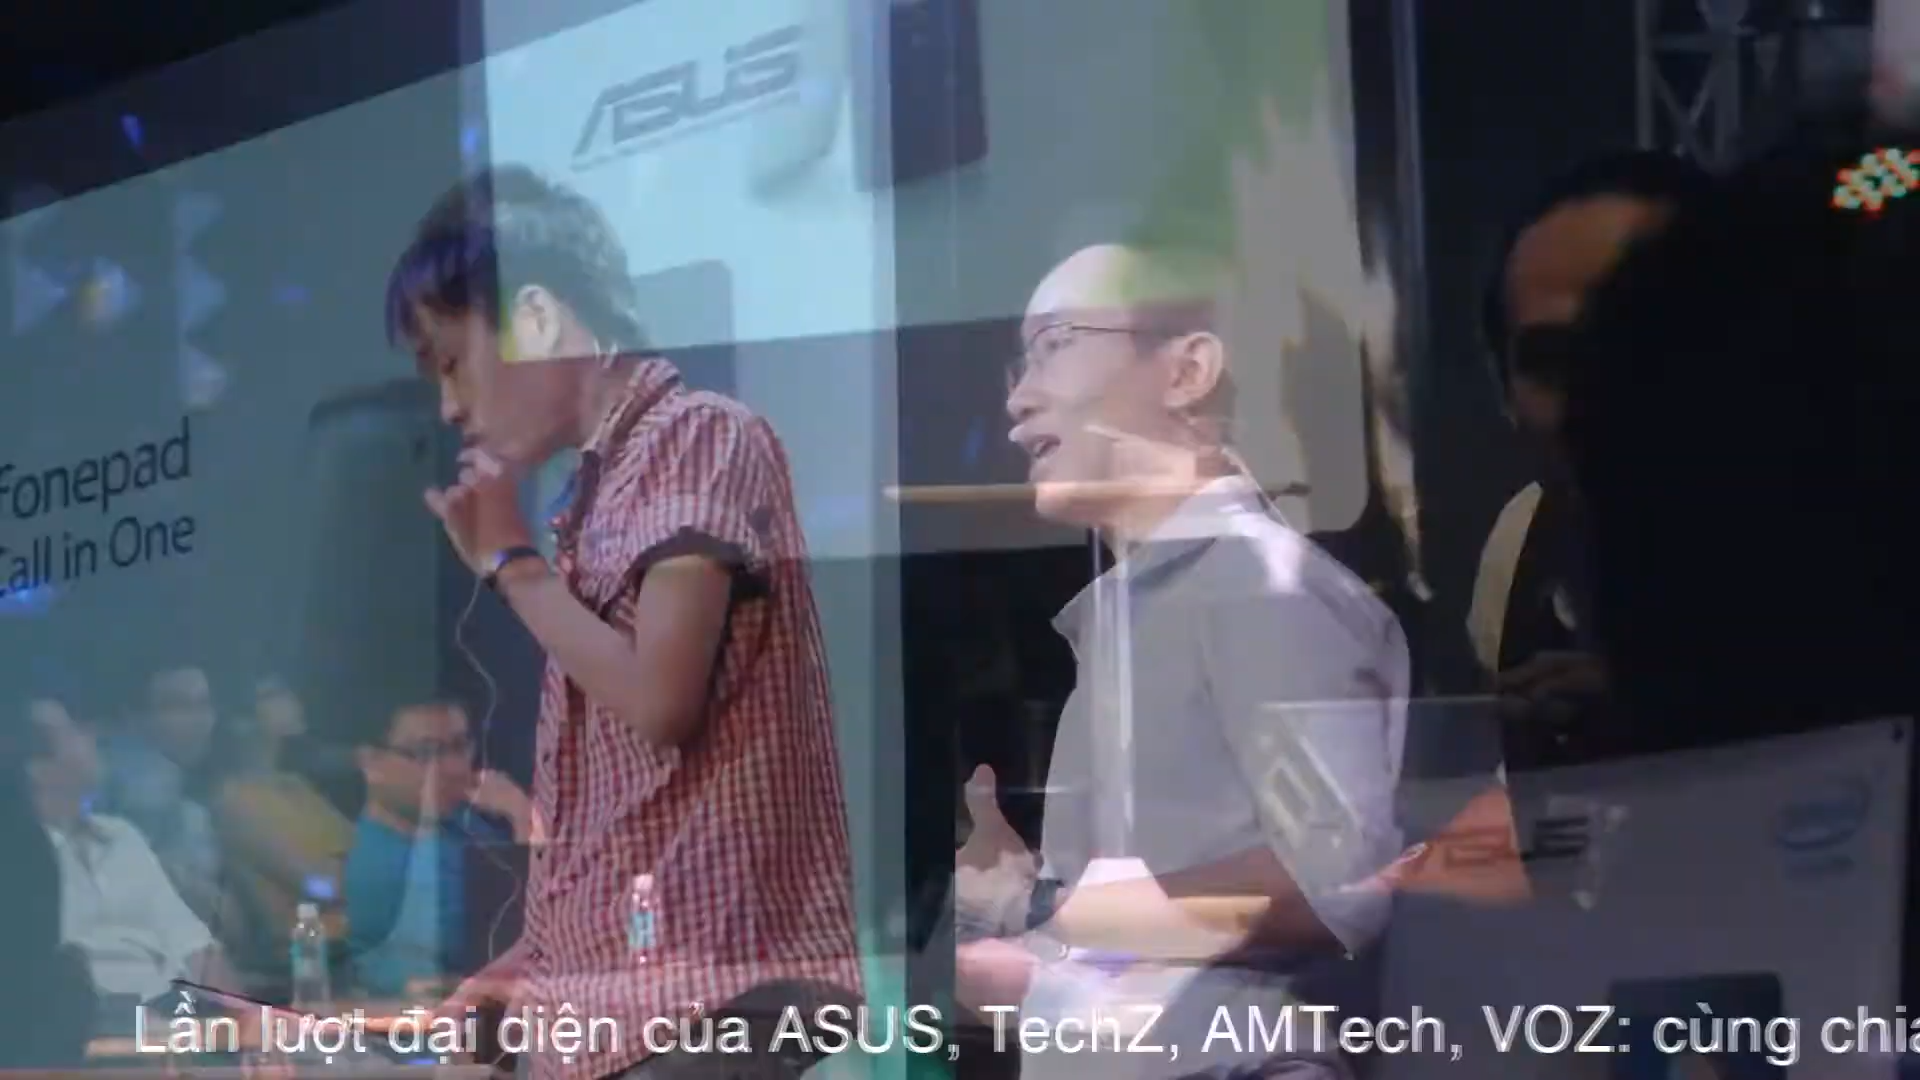 ASUS
Fonepad
Call in One
Lần lượt đại diện của ASUS, TechZ, AMTech, VOZ: cùng chia